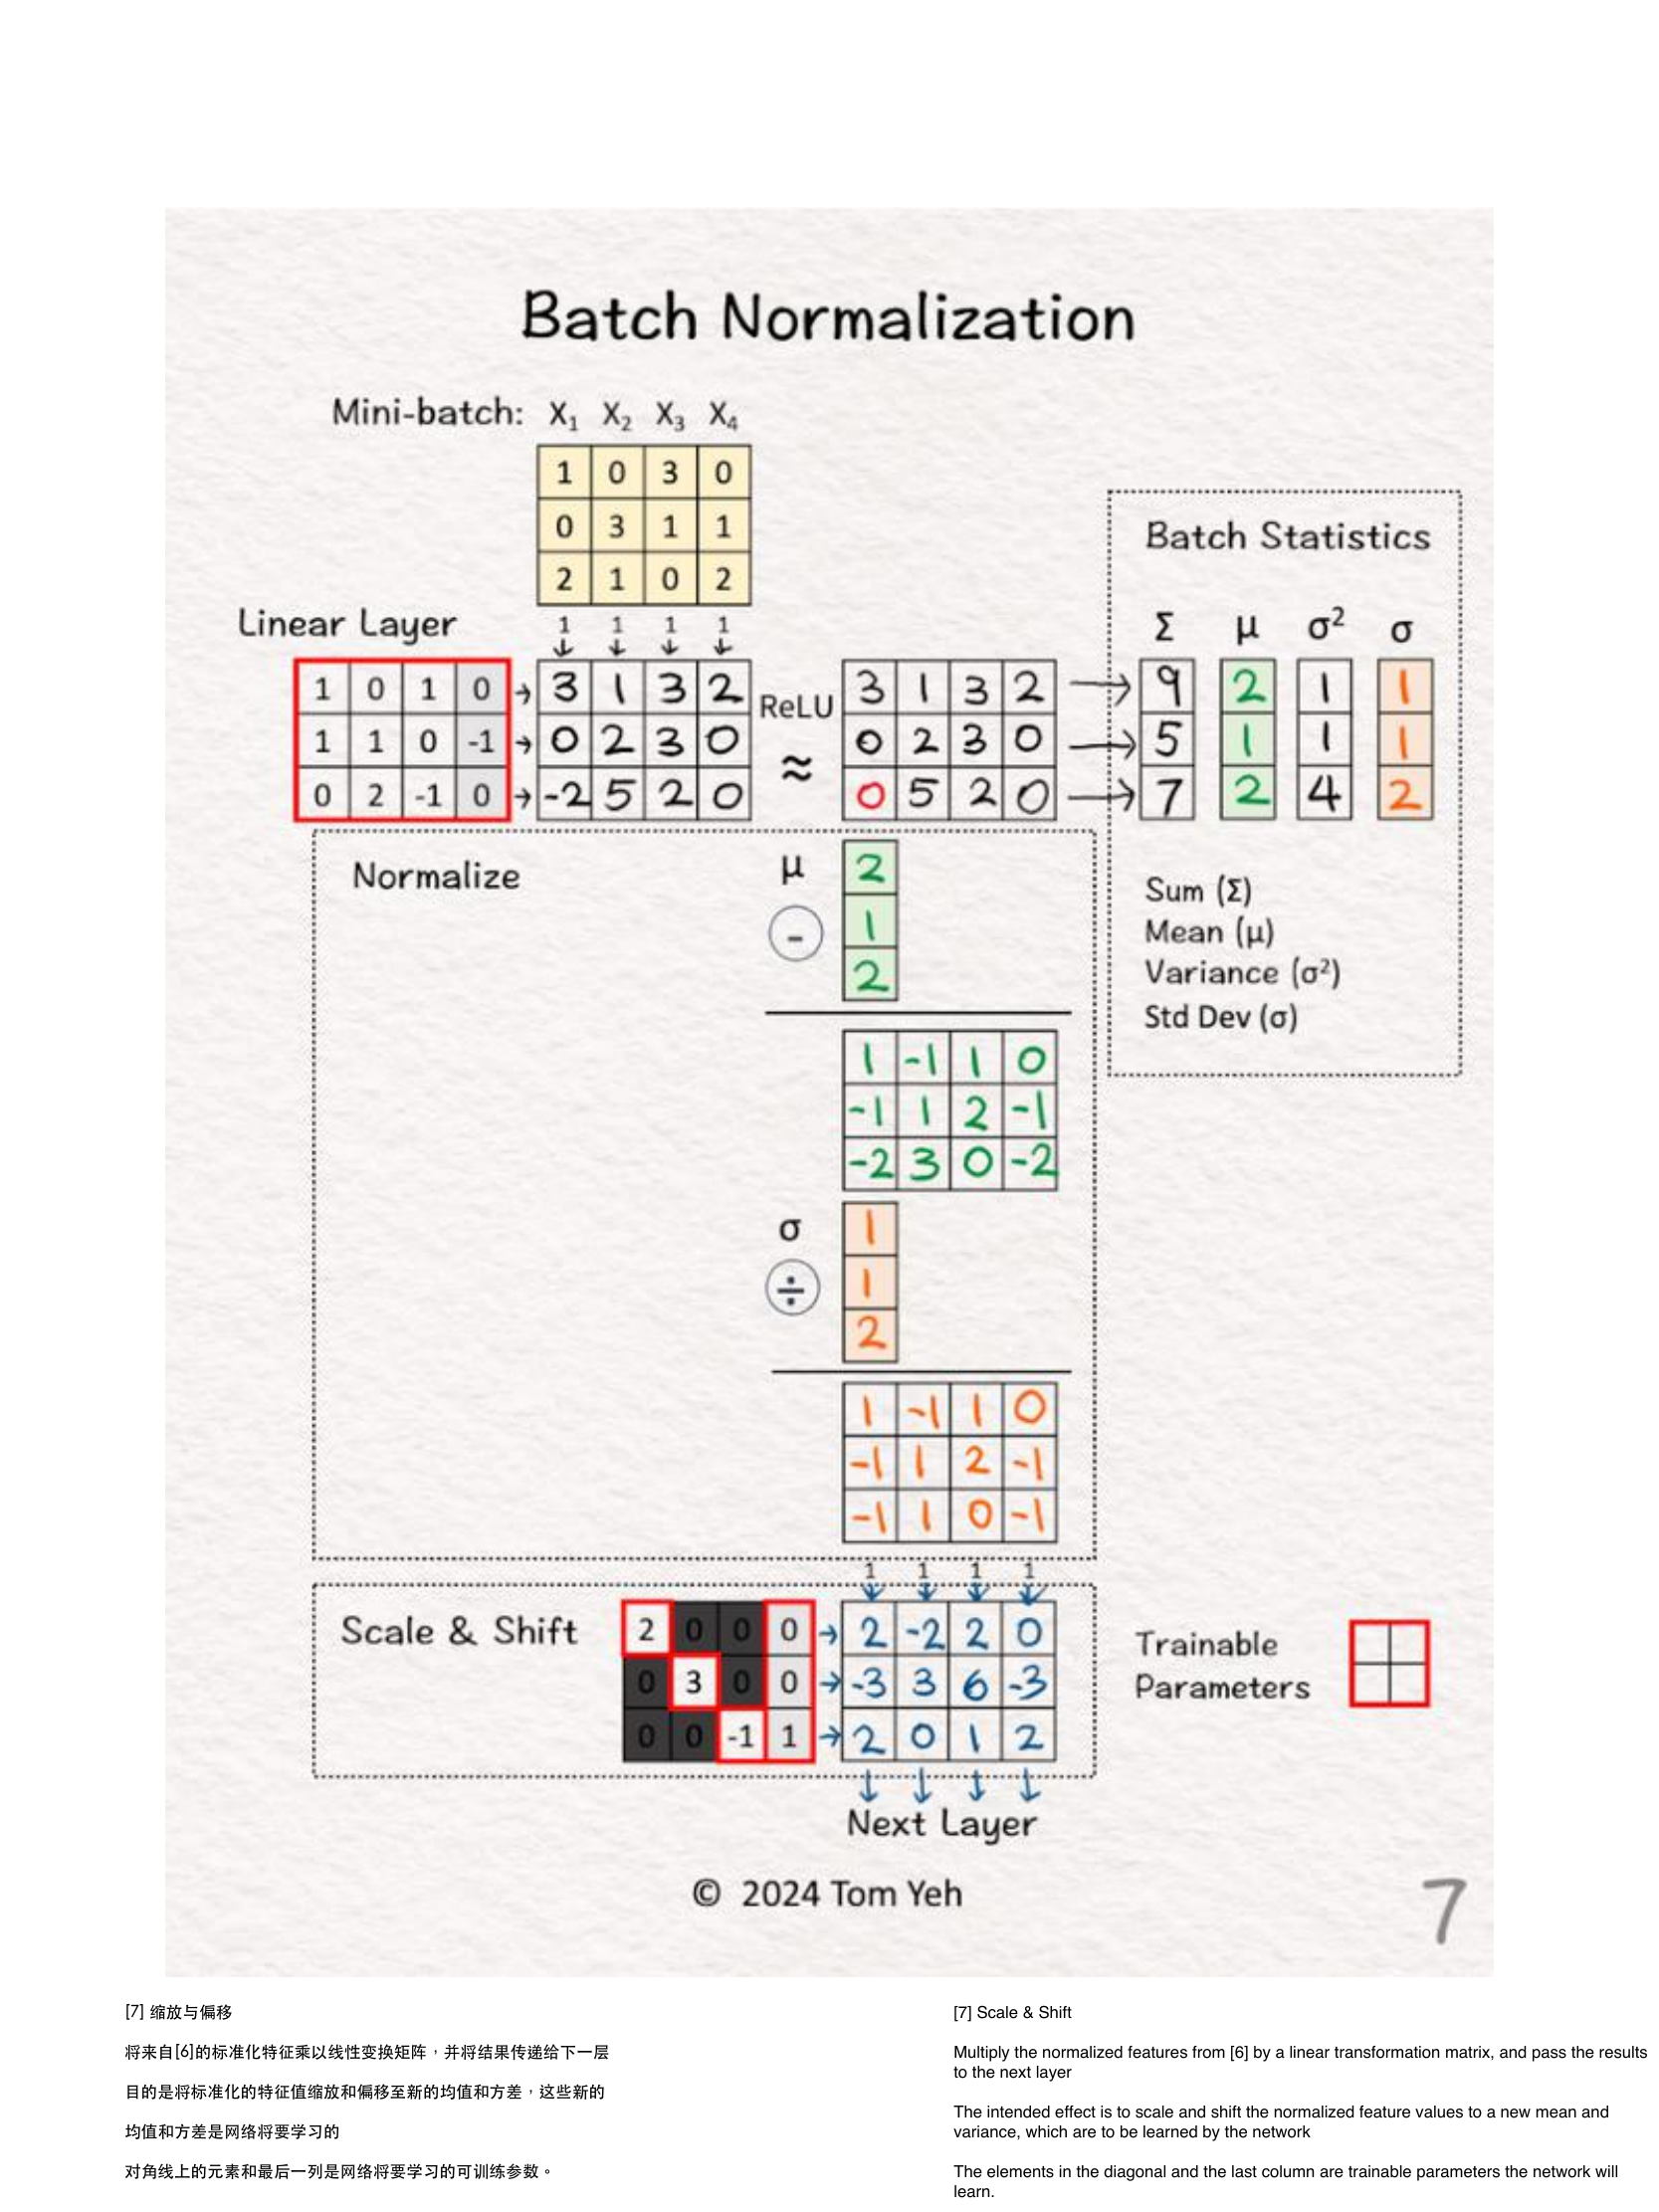 Batch Normalization
Mini-batch: X₁ X₂ X₃ X₄
1 0 3 0
0 3 1 1
2 1 0 2
1 1 1 1
Linear Layer
1 0 1 0 → 3 1 3 2
1 1 0 -1 → 0 2 3 0
0 2 -1 0 → -2 5 2 0
ReLU
≈
3 1 3 2
0 2 3 0
0 5 2 0
Batch Statistics
Σ μ σ² σ
9 2 1 1
5 1 1 1
7 2 4 2
Sum (Σ)
Mean (μ)
Variance (σ²)
Std Dev (σ)
Normalize
μ
-
2
1
2
1 -1 1 0
-1 1 2 -1
-2 3 0 -2
σ
÷
1
1
2
1 -1 1 0
-1 1 2 -1
-1 1 0 -1
1 1 1 1
Scale & Shift
2 0 0 0 → 2 -2 2 0
0 3 0 0 → -3 3 6 -3
0 0 -1 1 → 2 0 1 2
Trainable
Parameters
Next Layer
© 2024 Tom Yeh
7
[7] 缩放与偏移
将来自[6]的标准化特征乘以线性变换矩阵，并将结果传递给下一层
目的是将标准化的特征值缩放和偏移至新的均值和方差，这些新的
均值和方差是网络将要学习的
对角线上的元素和最后一列是网络将要学习的可训练参数。
[7] Scale & Shift
Multiply the normalized features from [6] by a linear transformation matrix, and pass the results
to the next layer
The intended effect is to scale and shift the normalized feature values to a new mean and
variance, which are to be learned by the network
The elements in the diagonal and the last column are trainable parameters the network will
learn.